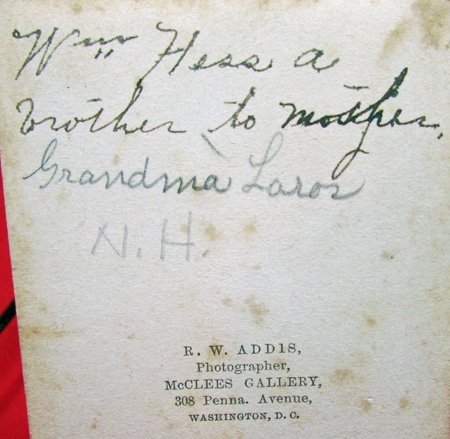 Wm Hess a
brother to mother,
Grandma Laros
N. H.
R. W. ADDIS,
Photographer,
McCLEES GALLERY,
308 Penna. Avenue,
WASHINGTON, D.C.